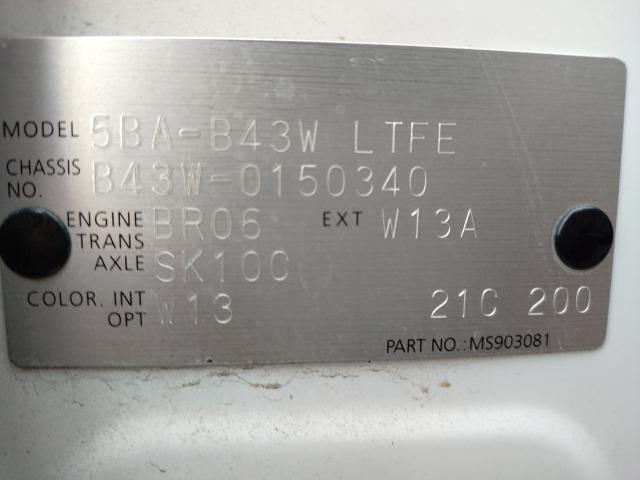 MODEL 5BA-B43W LTFE
CHASSIS NO. B43W-0150340
ENGINE BR06 EXT W13A
TRANS AXLE SK10C
COLOR. INT W13
OPT 21C 200
PART NO.: MS903081